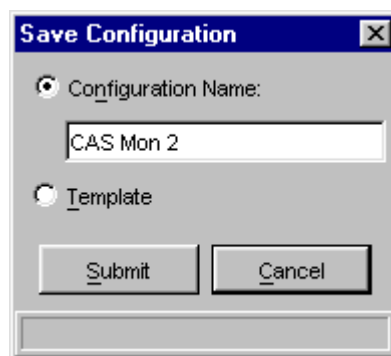 Save Configuration
Configuration Name:
CAS Mon 2
Template
Submit
Cancel